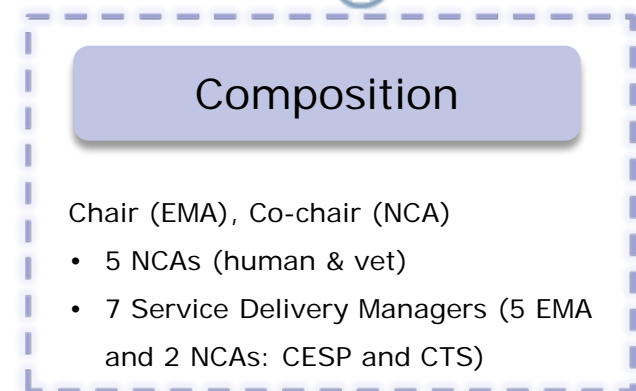 Composition
Chair (EMA), Co-chair (NCA)
• 5 NCAs (human & vet)
• 7 Service Delivery Managers (5 EMA
and 2 NCAs: CESP and CTS)